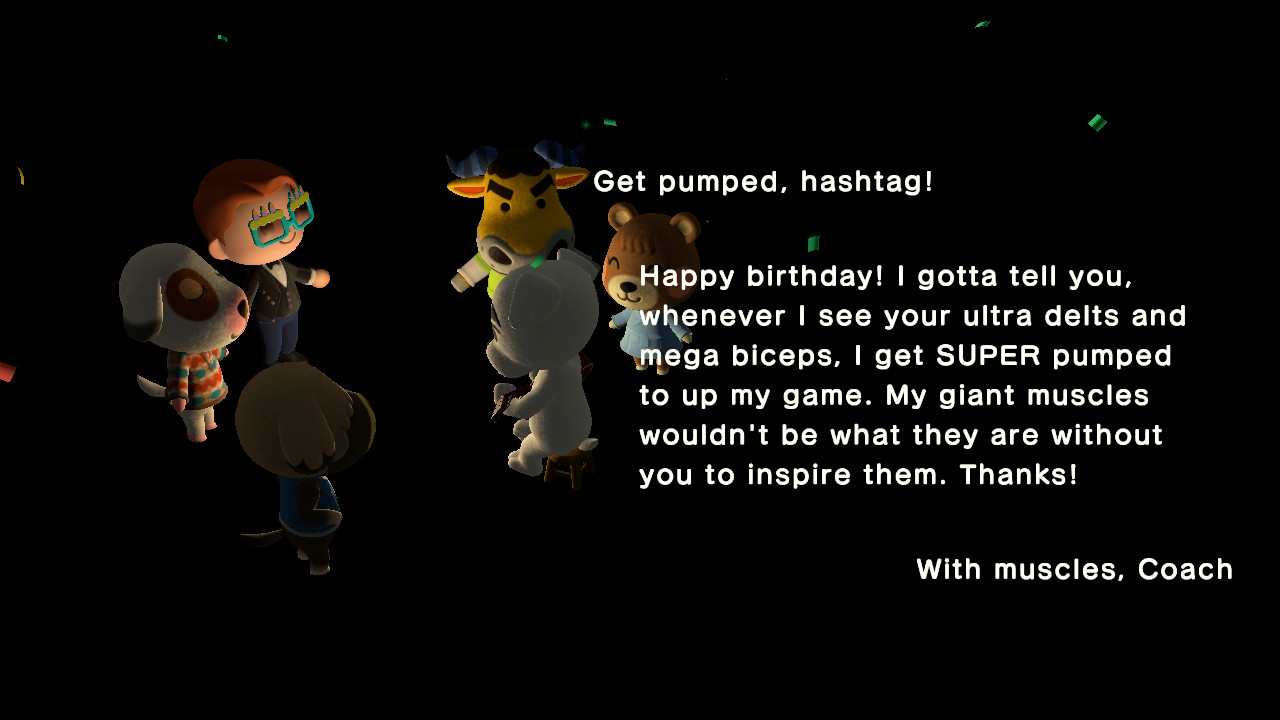 Get pumped, hashtag!
Happy birthday! I gotta tell you,
whenever I see your ultra delts and
mega biceps, I get SUPER pumped
to up my game. My giant muscles
wouldn't be what they are without
you to inspire them. Thanks!
With muscles, Coach